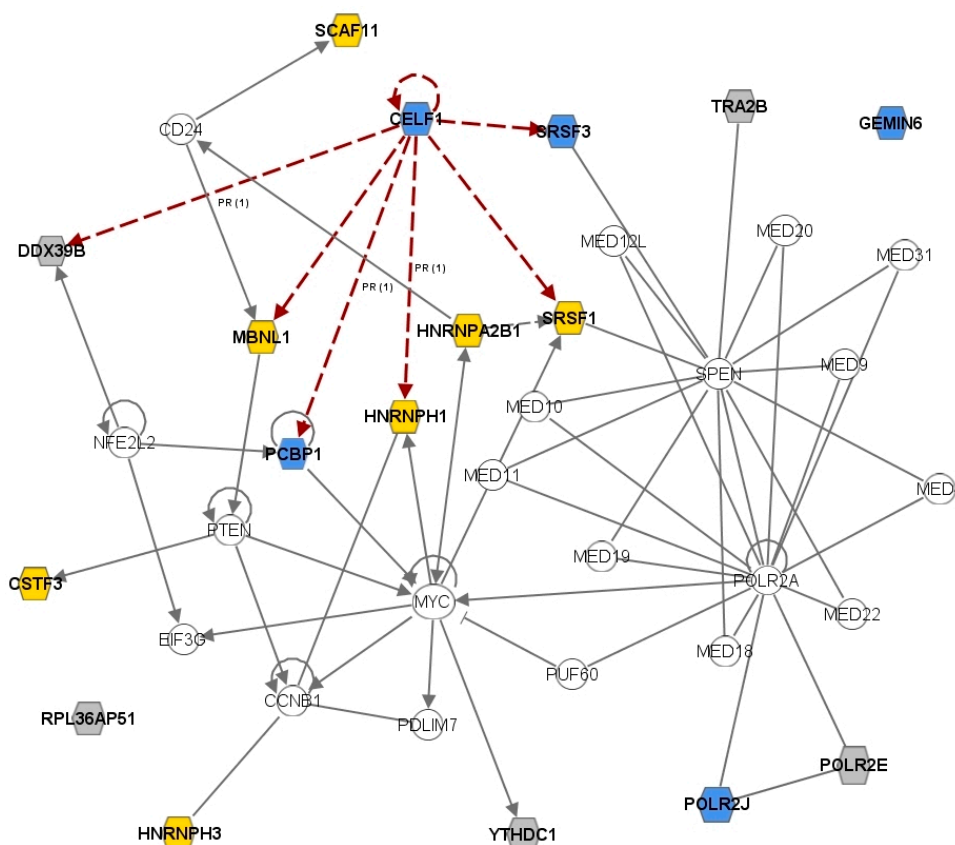 SCAF11
TRA2B
CELF1
GEMIN6
CD24
SRSF3
PR (1)
MED20
MED12L
MED31
DDX39B
PR (1)
PR (1)
SRSF1
HNRNPA2B1
MBNL1
MED9
SPEN
MED10
HNRNPH1
NFE2L2
PCBP1
MED11
MED
PTEN
MED19
POLR2A
CSTF3
MYC
MED22
EIF3G
MED18
PUF60
CCNB1
RPL36AP51
PDLIM7
POLR2E
POLR2J
HNRNPH3
YTHDC1